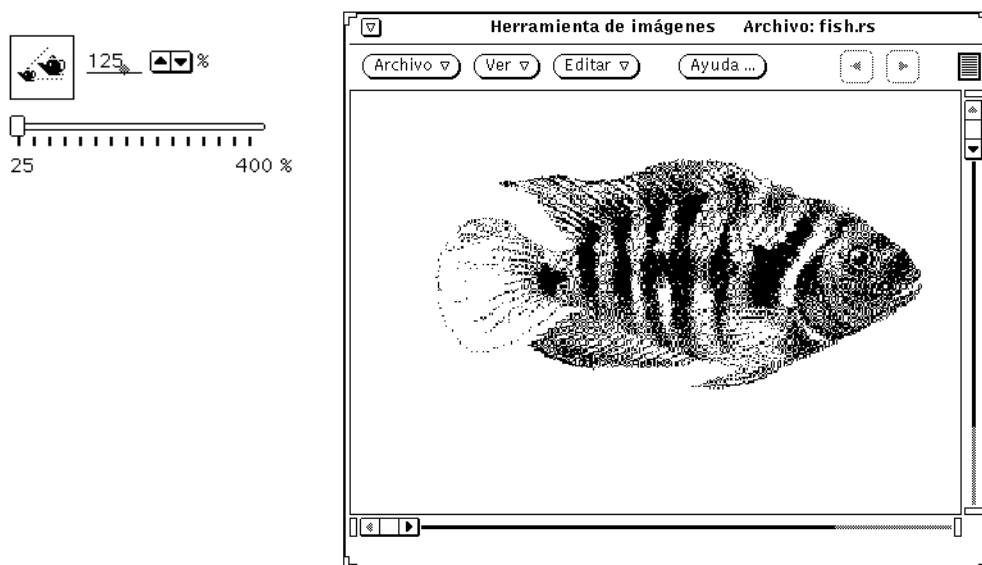 125 %
25 400 %
Herramienta de imágenes Archivo: fish.rs
Archivo Ver Editar Ayuda ...